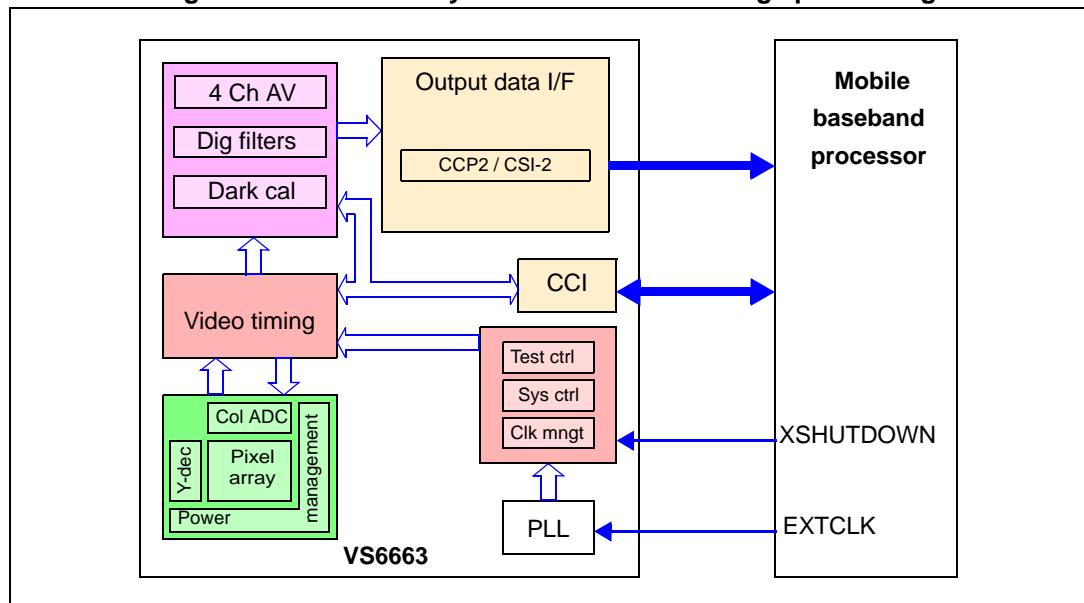 4 Ch AV
Dig filters
Dark cal
Output data I/F
CCP2 / CSI-2
Mobile
baseband
processor
CCI
Video timing
Test ctrl
Sys ctrl
Clk mngt
Col ADC
Y-dec
Pixel
array
Power
management
PLL
XSHUTDOWN
EXTCLK
VS6663